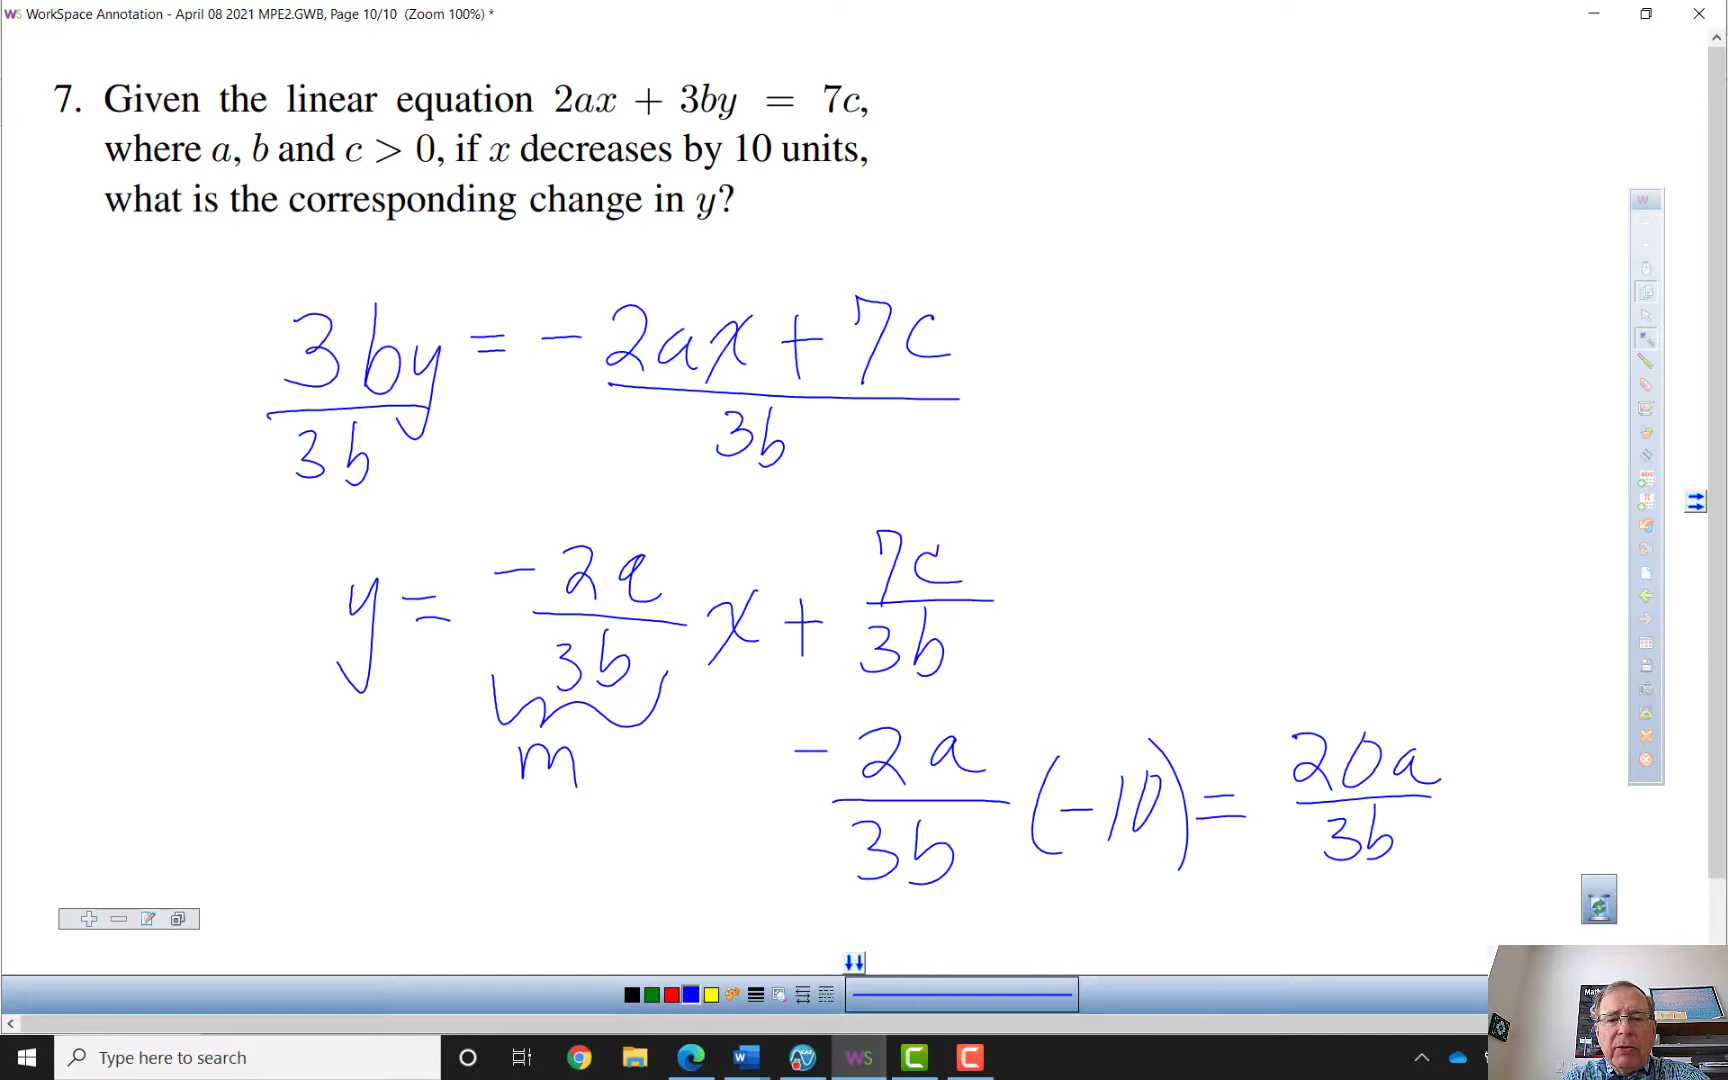 WS WorkSpace Annotation - April 08 2021 MPE2.GWB, Page 10/10 (Zoom 100%) *
7. Given the linear equation 2ax + 3by = 7c,
where a, b and c > 0, if x decreases by 10 units,
what is the corresponding change in y?
3by/3b = (-2ax + 7c)/3b
y = -2a/3b x + 7c/3b
m
-2a/3b (-10) = 20a/3b
Type here to search
WS